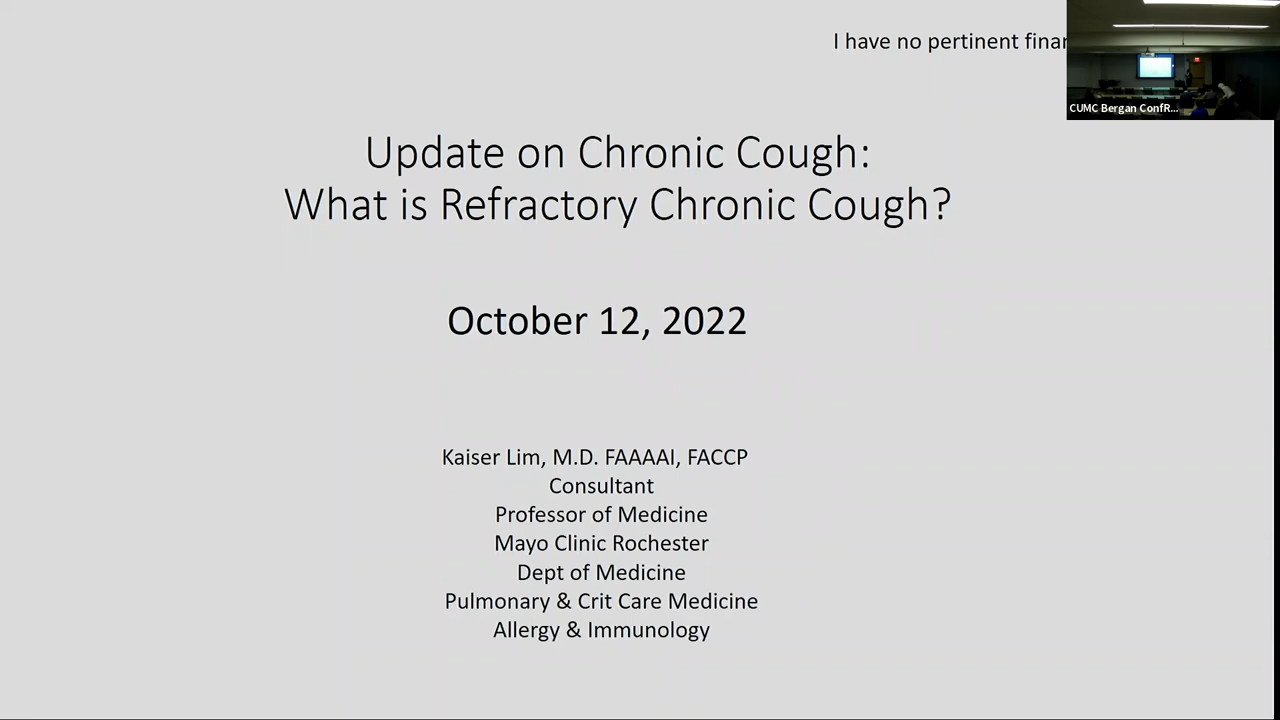 I have no pertinent
CUMC Bergan ConfR...
Update on Chronic Cough:
What is Refractory Chronic Cough?
October 12, 2022
Kaiser Lim, M.D. FAAAAI, FACCP
Consultant
Professor of Medicine
Mayo Clinic Rochester
Dept of Medicine
Pulmonary & Crit Care Medicine
Allergy & Immunology